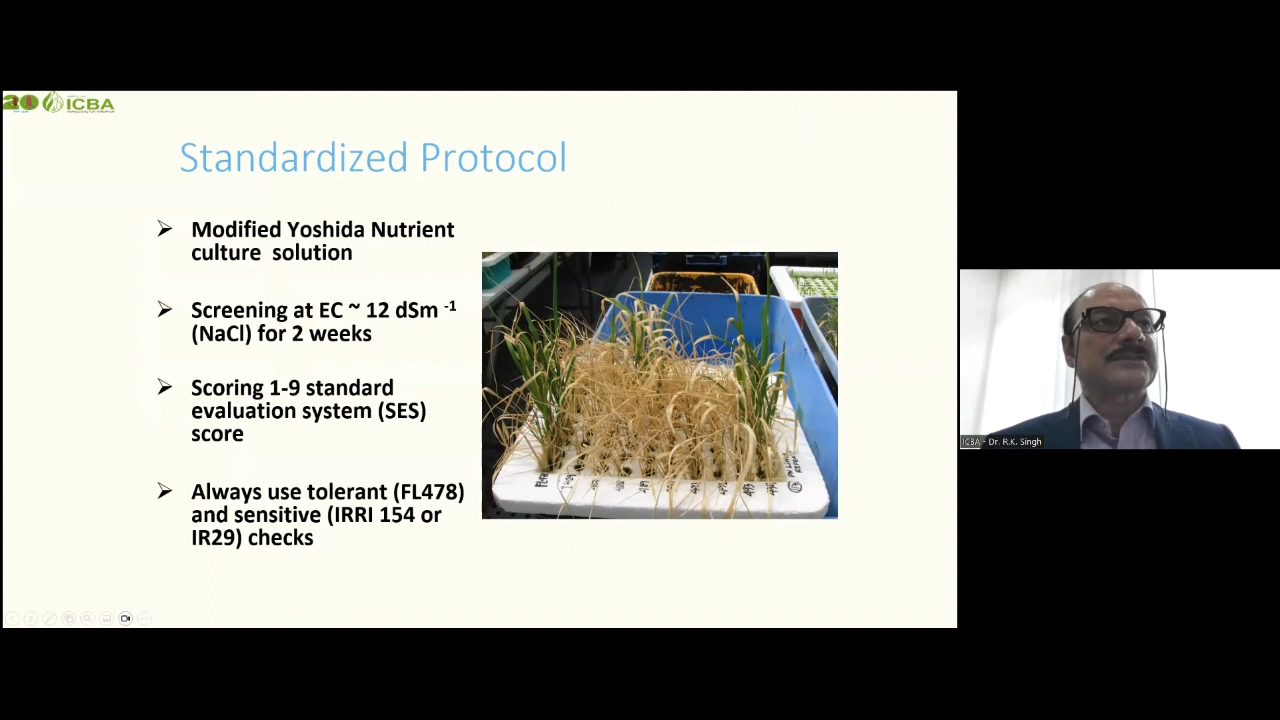 20 ICBA
Standardized Protocol
➢ Modified Yoshida Nutrient
culture solution
➢ Screening at EC ~ 12 dSm -1
(NaCl) for 2 weeks
➢ Scoring 1-9 standard
evaluation system (SES)
score
➢ Always use tolerant (FL478)
and sensitive (IRRI 154 or
IR29) checks
ICBA - Dr. R.K. Singh